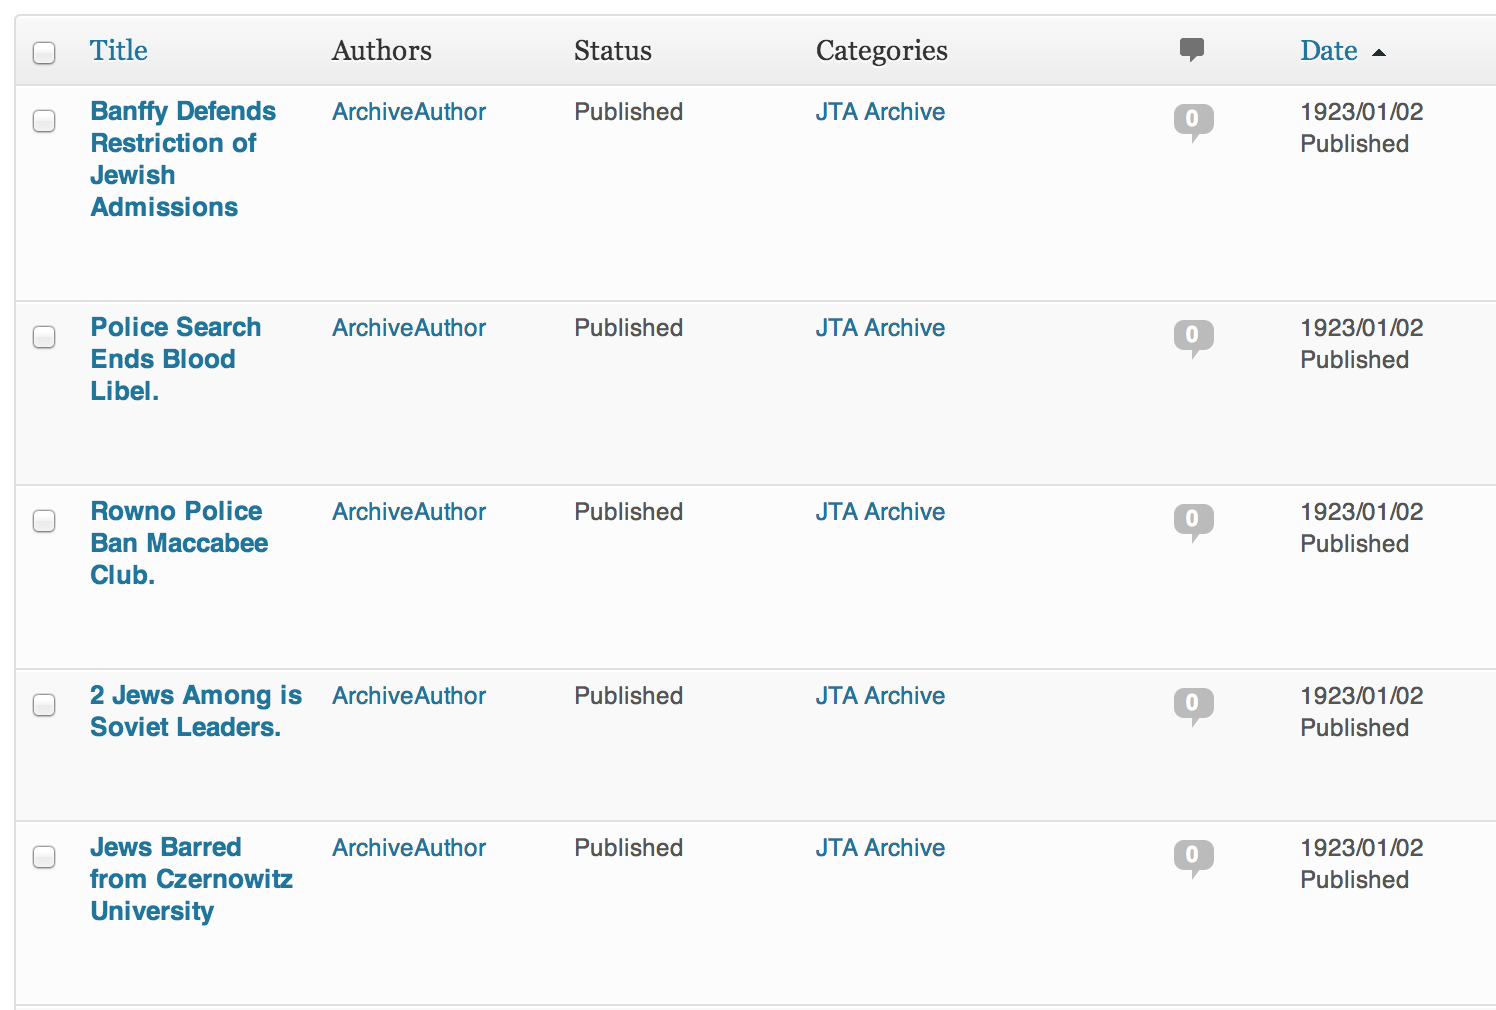 Title Authors Status Categories Date
Banffy Defends ArchiveAuthor Published JTA Archive 0 1923/01/02
Restriction of Published
Jewish
Admissions
Police Search ArchiveAuthor Published JTA Archive 0 1923/01/02
Ends Blood Published
Libel.
Rowno Police ArchiveAuthor Published JTA Archive 0 1923/01/02
Ban Maccabee Published
Club.
2 Jews Among is ArchiveAuthor Published JTA Archive 0 1923/01/02
Soviet Leaders. Published
Jews Barred ArchiveAuthor Published JTA Archive 0 1923/01/02
from Czernowitz Published
University